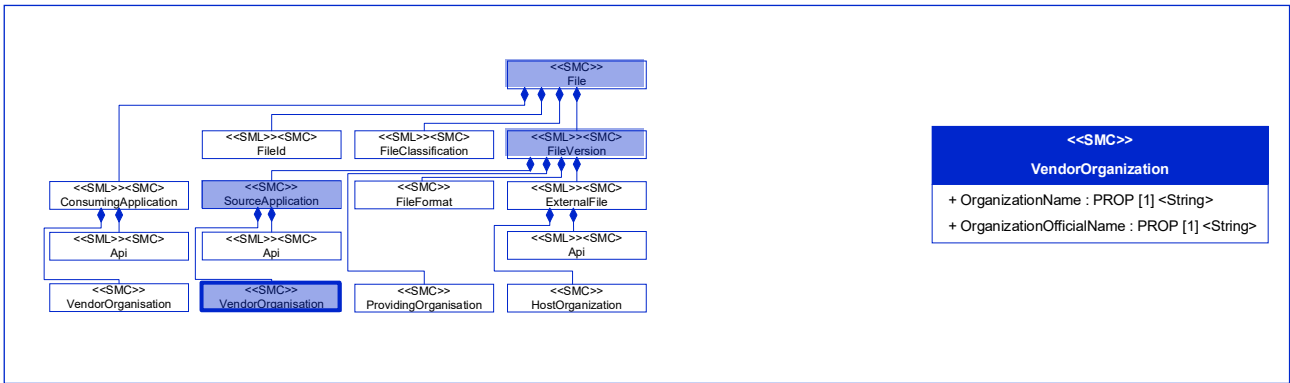 <<SMC>>
File
<<SML>><SMC>
FileId
<<SML>><SMC>
FileClassification
<<SML>><SMC>
FileVersion
<<SML>><SMC>
ConsumingApplication
<<SMC>>
SourceApplication
<<SMC>>
FileFormat
<<SML>><SMC>
ExternalFile
<<SML>><SMC>
Api
<<SML>><SMC>
Api
<<SML>><SMC>
Api
<<SMC>>
VendorOrganisation
<<SMC>>
VendorOrganisation
<<SMC>>
ProvidingOrganisation
<<SMC>>
HostOrganization
<<SMC>>
VendorOrganization
+ OrganizationName : PROP [1] <String>
+ OrganizationOfficialName : PROP [1] <String>